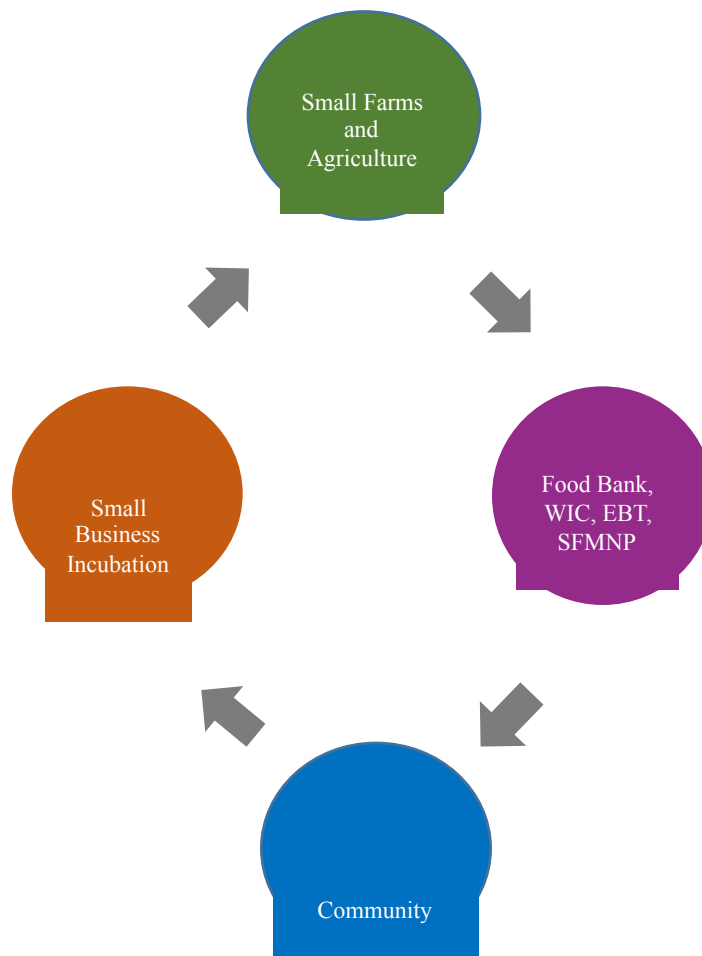 Small Farms
and
Agriculture
Food Bank,
WIC, EBT,
SFMNP
Small
Business
Incubation
Community